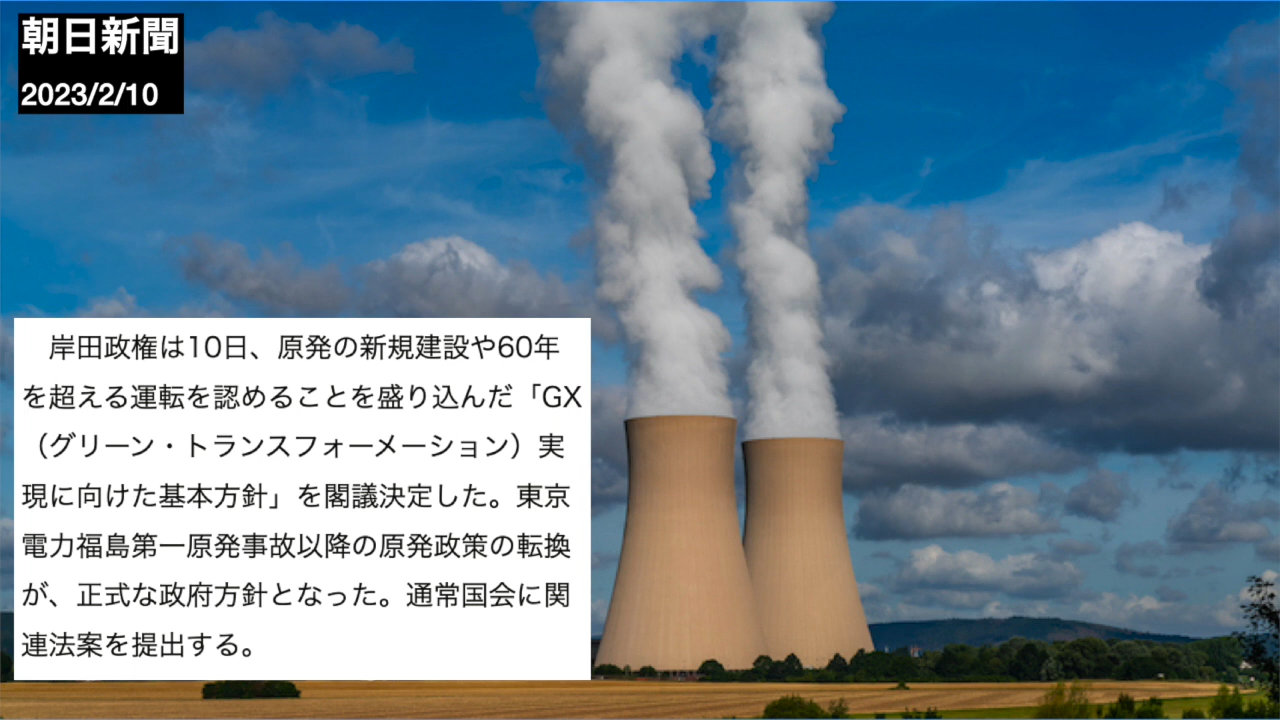 朝日新聞
2023/2/10
岸田政権は10日、原発の新規建設や60年
を超える運転を認めることを盛り込んだ「GX
（グリーン・トランスフォーメーション）実
現に向けた基本方針」を閣議決定した。東京
電力福島第一原発事故以降の原発政策の転換
が、正式な政府方針となった。通常国会に関
連法案を提出する。